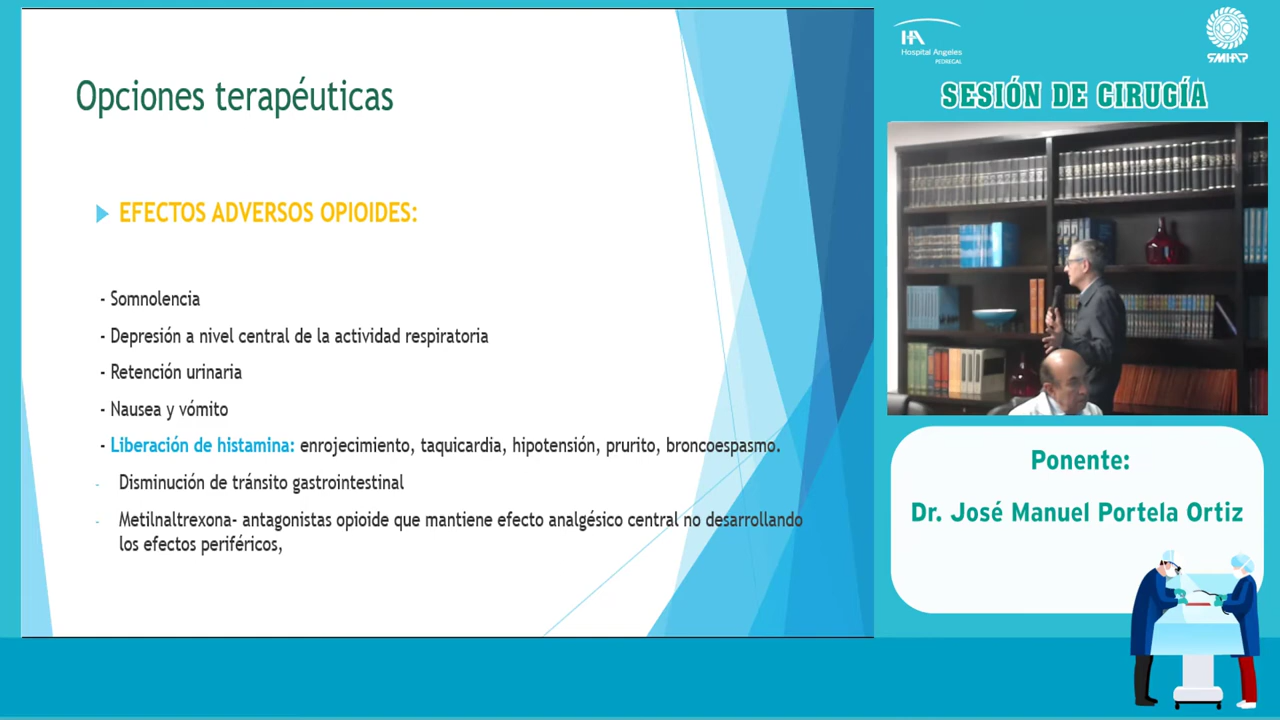 Opciones terapéuticas
EFECTOS ADVERSOS OPIOIDES:
- Somnolencia
- Depresión a nivel central de la actividad respiratoria
- Retención urinaria
- Nausea y vómito
- Liberación de histamina: enrojecimiento, taquicardia, hipotensión, prurito, broncoespasmo.
- Disminución de tránsito gastrointestinal
- Metilnaltrexona- antagonistas opioide que mantiene efecto analgésico central no desarrollando
los efectos periféricos,
HA
Hospital Angeles
PEDREGAL
SMHAP
SESIÓN DE CIRUGÍA
Ponente:
Dr. José Manuel Portela Ortiz